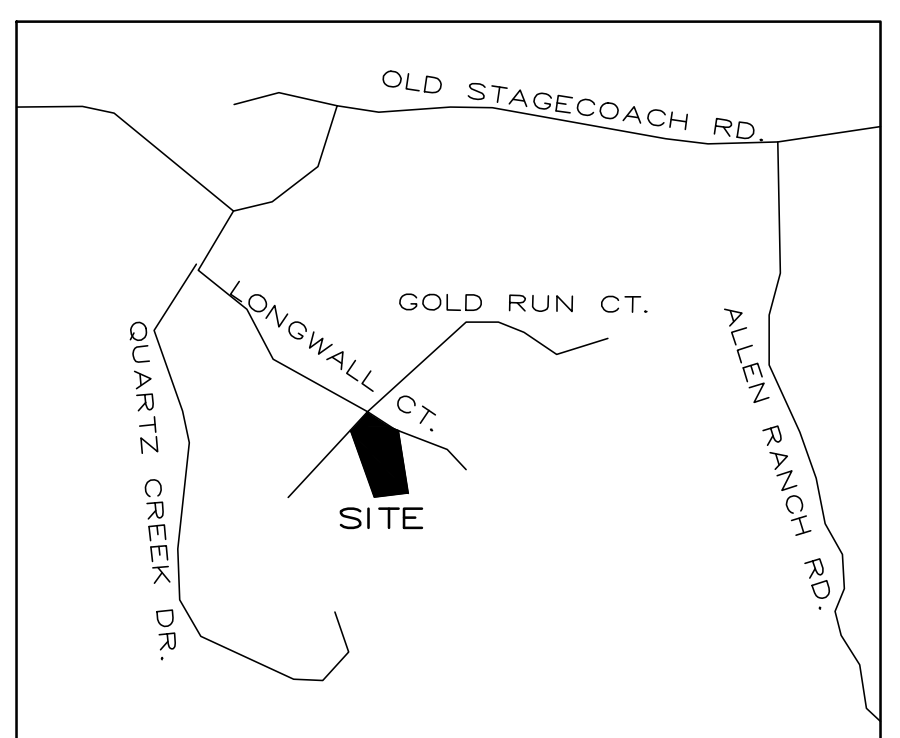 OLD STAGECOACH RD.
GOLD RUN CT.
LONGWALL CT.
QUARTZ CREEK DR.
ALLEN RANCH RD.
SITE